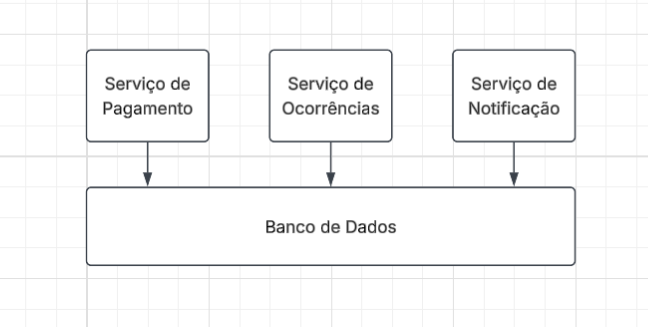 Serviço de
Pagamento
Serviço de
Ocorrências
Serviço de
Notificação
Banco de Dados